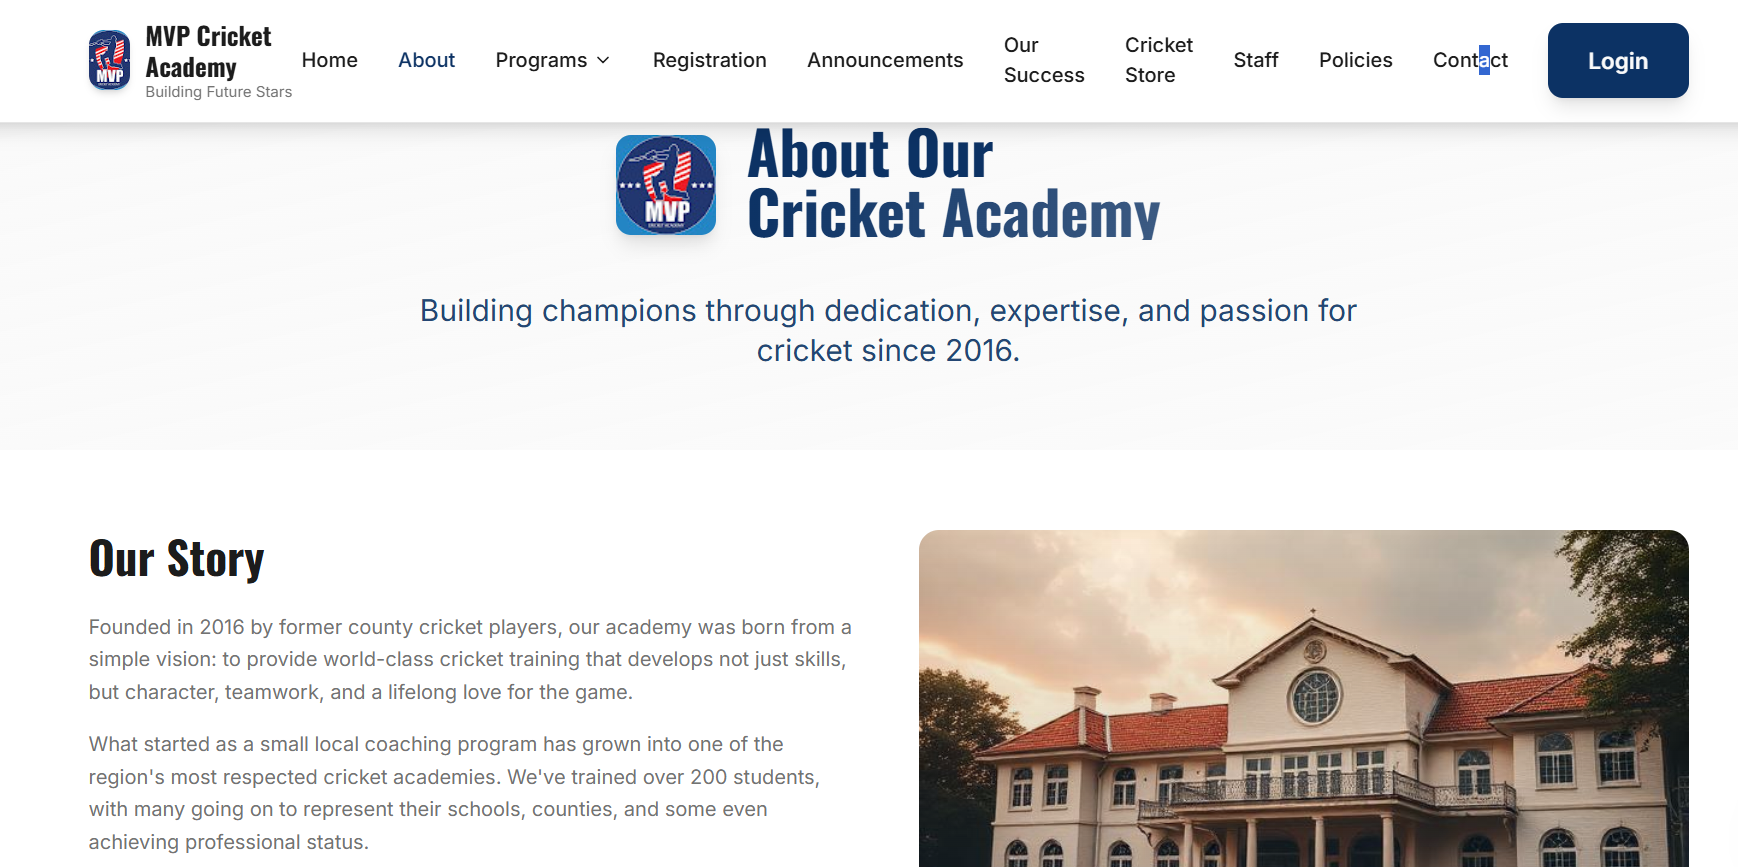 MVP Cricket
Academy
Building Future Stars
Home
About
Programs
Registration
Announcements
Our
Success
Cricket
Store
Staff
Policies
Contact
Login
MVP
MVP
About Our
Cricket Academy
Building champions through dedication, expertise, and passion for
cricket since 2016.
Our Story
Founded in 2016 by former county cricket players, our academy was born from a
simple vision: to provide world-class cricket training that develops not just skills,
but character, teamwork, and a lifelong love for the game.
What started as a small local coaching program has grown into one of the
region's most respected cricket academies. We've trained over 200 students,
with many going on to represent their schools, counties, and some even
achieving professional status.